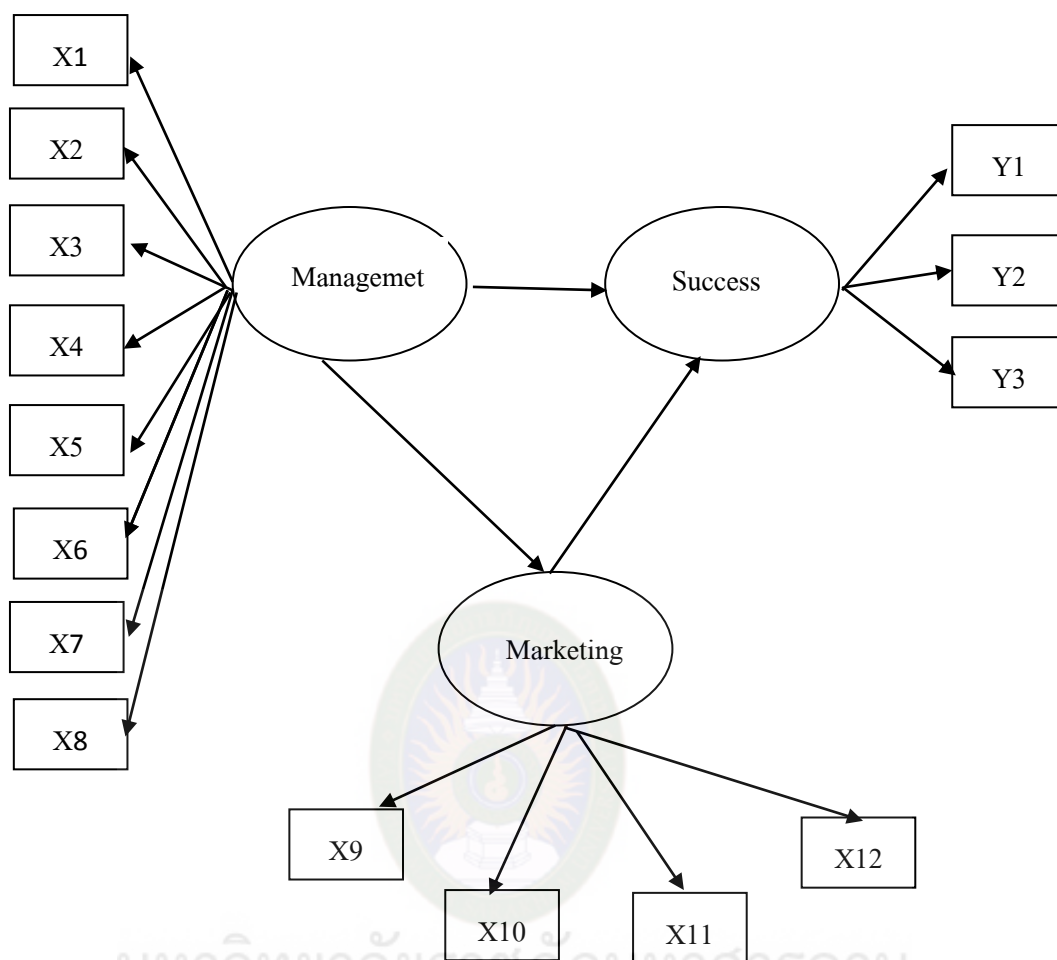 X1
X2
X3
X4
X5
X6
X7
X8
Managemet
Success
Y1
Y2
Y3
Marketing
X9
X10
X11
X12